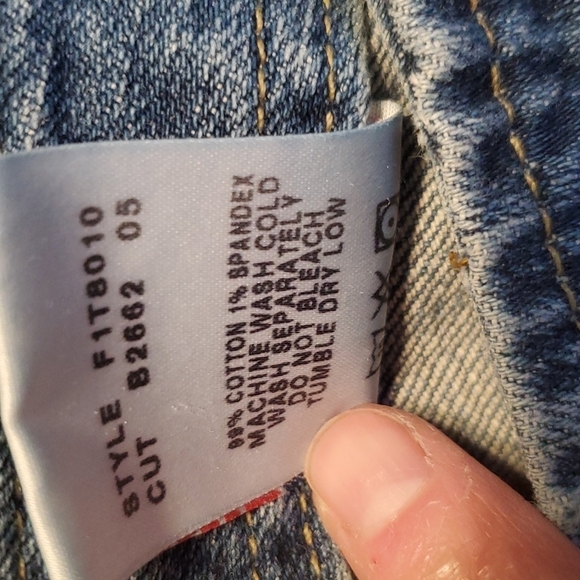 STYLE F1T8010
CUT B2662 05
99% COTTON 1% SPANDEX
MACHINE WASH COLD
WASH SEPARATELY
DO NOT BLEACH
TUMBLE DRY LOW